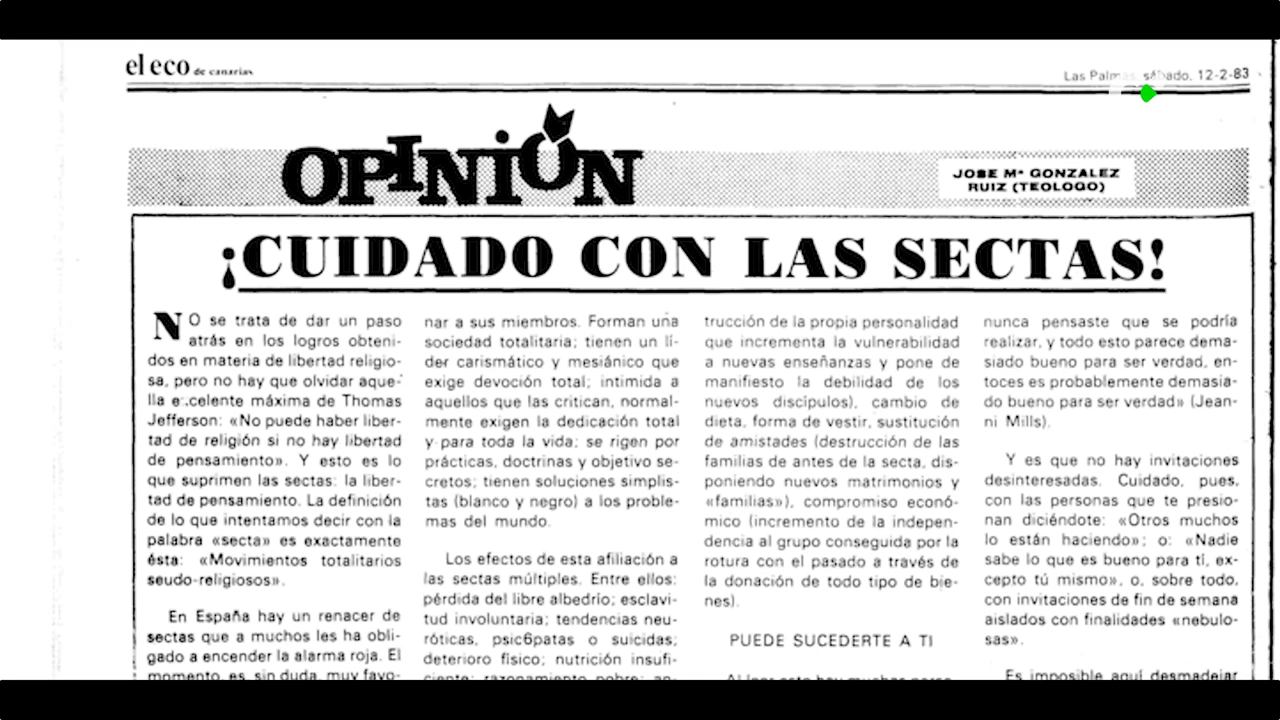 el eco de canarias
Las Palmas, sábado, 12-2-83
OPINIÓN
JOSE Mª GONZALEZ
RUIZ (TEOLOGO)
¡CUIDADO CON LAS SECTAS!
NO se trata de dar un paso
atrás en los logros obteni-
dos en materia de libertad religio-
sa, pero no hay que olvidar aque-
lla e.celente máxima de Thomas
Jefferson: «No puede haber liber-
tad de religión si no hay libertad
de pensamiento». Y esto es lo
que suprimen las sectas: la liber-
tad de pensamiento. La definición
de lo que intentamos decir con la
palabra «secta» es exactamente
ésta: «Movimientos totalitarios
seudo-religiosos».
En España hay un renacer de
sectas que a muchos les ha obli-
gado a encender la alarma roja. El
momento es, sin duda, muy favo-
nar a sus miembros. Forman una
sociedad totalitaria; tienen un lí-
der carismático y mesiánico que
exige devoción total; intimida a
aquellos que las critican, normal-
mente exigen la dedicación total
y para toda la vida; se rigen por
prácticas, doctrinas y objetivo se-
cretos; tienen soluciones simplis-
tas (blanco y negro) a los proble-
mas del mundo.
Los efectos de esta afiliación a
las sectas múltiples. Entre ellos:
pérdida del libre albedrío; esclavi-
tud involuntaria; tendencias neu-
róticas, psic6patas o suicidas;
deterioro físico; nutrición insufi-
ciente; razonamiento pobre; an-
trucción de la propia personalidad
que incrementa la vulnerabilidad
a nuevas enseñanzas y pone de
manifiesto la debilidad de los
nuevos discípulos), cambio de
dieta, forma de vestir, sustitución
de amistades (destrucción de las
familias de antes de la secta, dis-
poniendo nuevos matrimonios y
«familias»), compromiso econó-
mico (incremento de la indepen-
dencia al grupo conseguida por la
rotura con el pasado a través de
la donación de todo tipo de bie-
nes).
PUEDE SUCEDERTE A TI
Al leer esto hay muchas perso-
nunca pensaste que se podría
realizar, y todo esto parece dema-
siado bueno para ser verdad, en-
toces es probablemente demasia-
do bueno para ser verdad» (Jean-
ni Mills).
Y es que no hay invitaciones
desinteresadas. Cuidado, pues,
con las personas que te presio-
nan diciéndote: «Otros muchos
lo están haciendo»; o: «Nadie
sabe lo que es bueno para tí, ex-
cepto tú mismo», o, sobre todo,
con invitaciones de fin de semana
aislados con finalidades «nebulo-
sas».
Es imposible aquí desmadejar